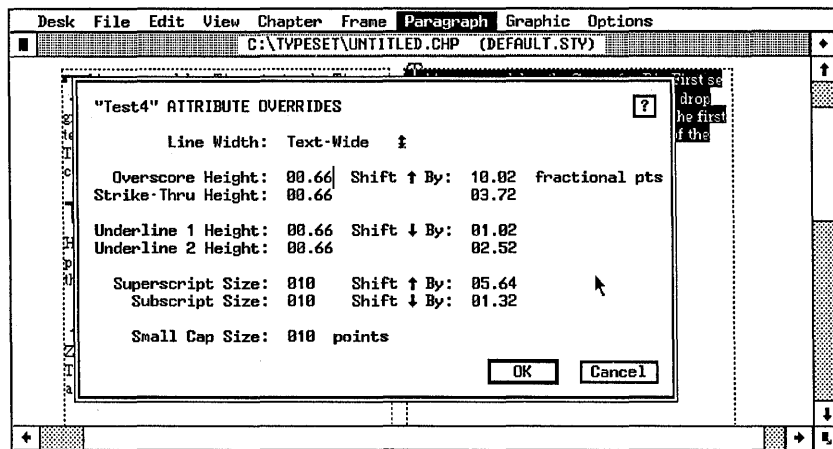 Desk File Edit View Chapter Frame Paragraph Graphic Options
C:\TYPESET\UNTITLED.CHP (DEFAULT.STY)
First se
drop
he first
of the
"Test4" ATTRIBUTE OVERRIDES ?
Line Width: Text-Wide ↕
Overscore Height: 00.66 Shift ↑ By: 10.02 fractional pts
Strike-Thru Height: 00.66 03.72
Underline 1 Height: 00.66 Shift ↓ By: 01.02
Underline 2 Height: 00.66 02.52
Superscript Size: 010 Shift ↑ By: 05.64
Subscript Size: 010 Shift ↓ By: 01.32
Small Cap Size: 010 points
OK Cancel